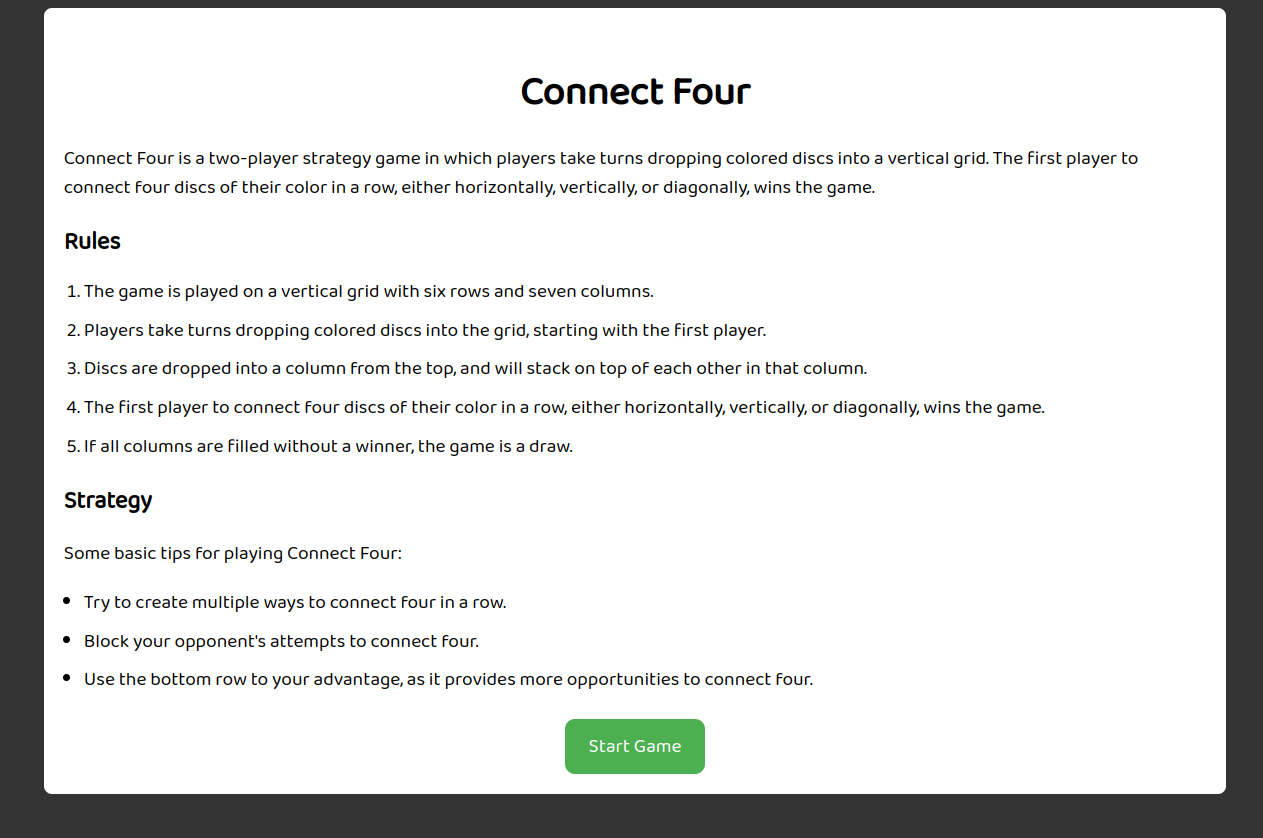 Connect Four
Connect Four is a two-player strategy game in which players take turns dropping colored discs into a vertical grid. The first player to
connect four discs of their color in a row, either horizontally, vertically, or diagonally, wins the game.
Rules
1. The game is played on a vertical grid with six rows and seven columns.
2. Players take turns dropping colored discs into the grid, starting with the first player.
3. Discs are dropped into a column from the top, and will stack on top of each other in that column.
4. The first player to connect four discs of their color in a row, either horizontally, vertically, or diagonally, wins the game.
5. If all columns are filled without a winner, the game is a draw.
Strategy
Some basic tips for playing Connect Four:
• Try to create multiple ways to connect four in a row.
• Block your opponent's attempts to connect four.
• Use the bottom row to your advantage, as it provides more opportunities to connect four.
Start Game